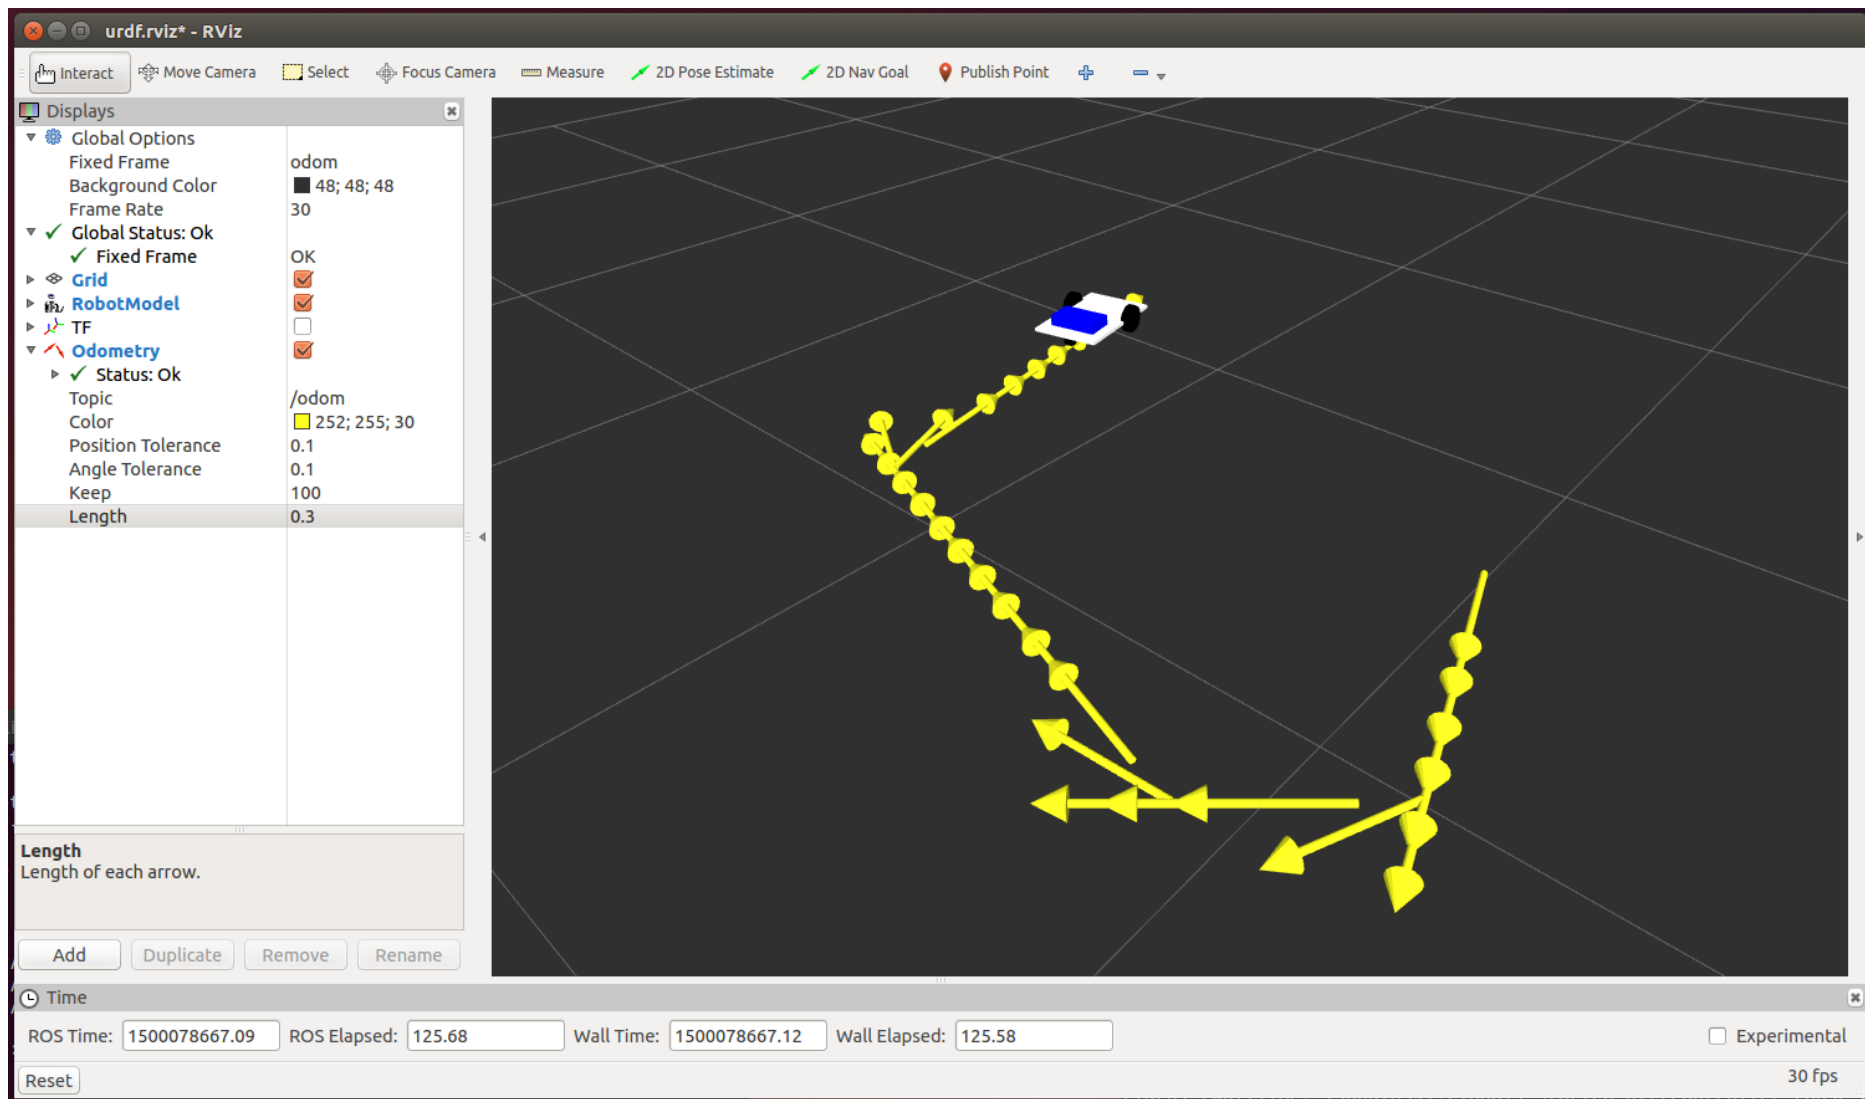 urdf.rviz* - RViz
Interact Move Camera Select Focus Camera Measure 2D Pose Estimate 2D Nav Goal Publish Point
Displays
Global Options
Fixed Frame odom
Background Color 48; 48; 48
Frame Rate 30
Global Status: Ok
Fixed Frame OK
Grid
RobotModel
TF
Odometry
Status: Ok
Topic /odom
Color 252; 255; 30
Position Tolerance 0.1
Angle Tolerance 0.1
Keep 100
Length 0.3
Length
Length of each arrow.
Add Duplicate Remove Rename
Time
ROS Time: 1500078667.09 ROS Elapsed: 125.68 Wall Time: 1500078667.12 Wall Elapsed: 125.58 Experimental
Reset 30 fps